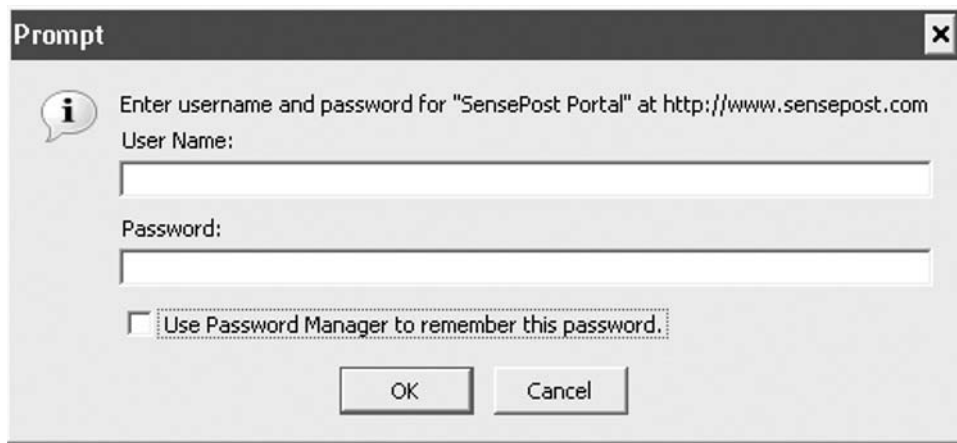 Prompt
Enter username and password for "SensePost Portal" at http://www.sensepost.com
User Name:
Password:
Use Password Manager to remember this password.
OK
Cancel